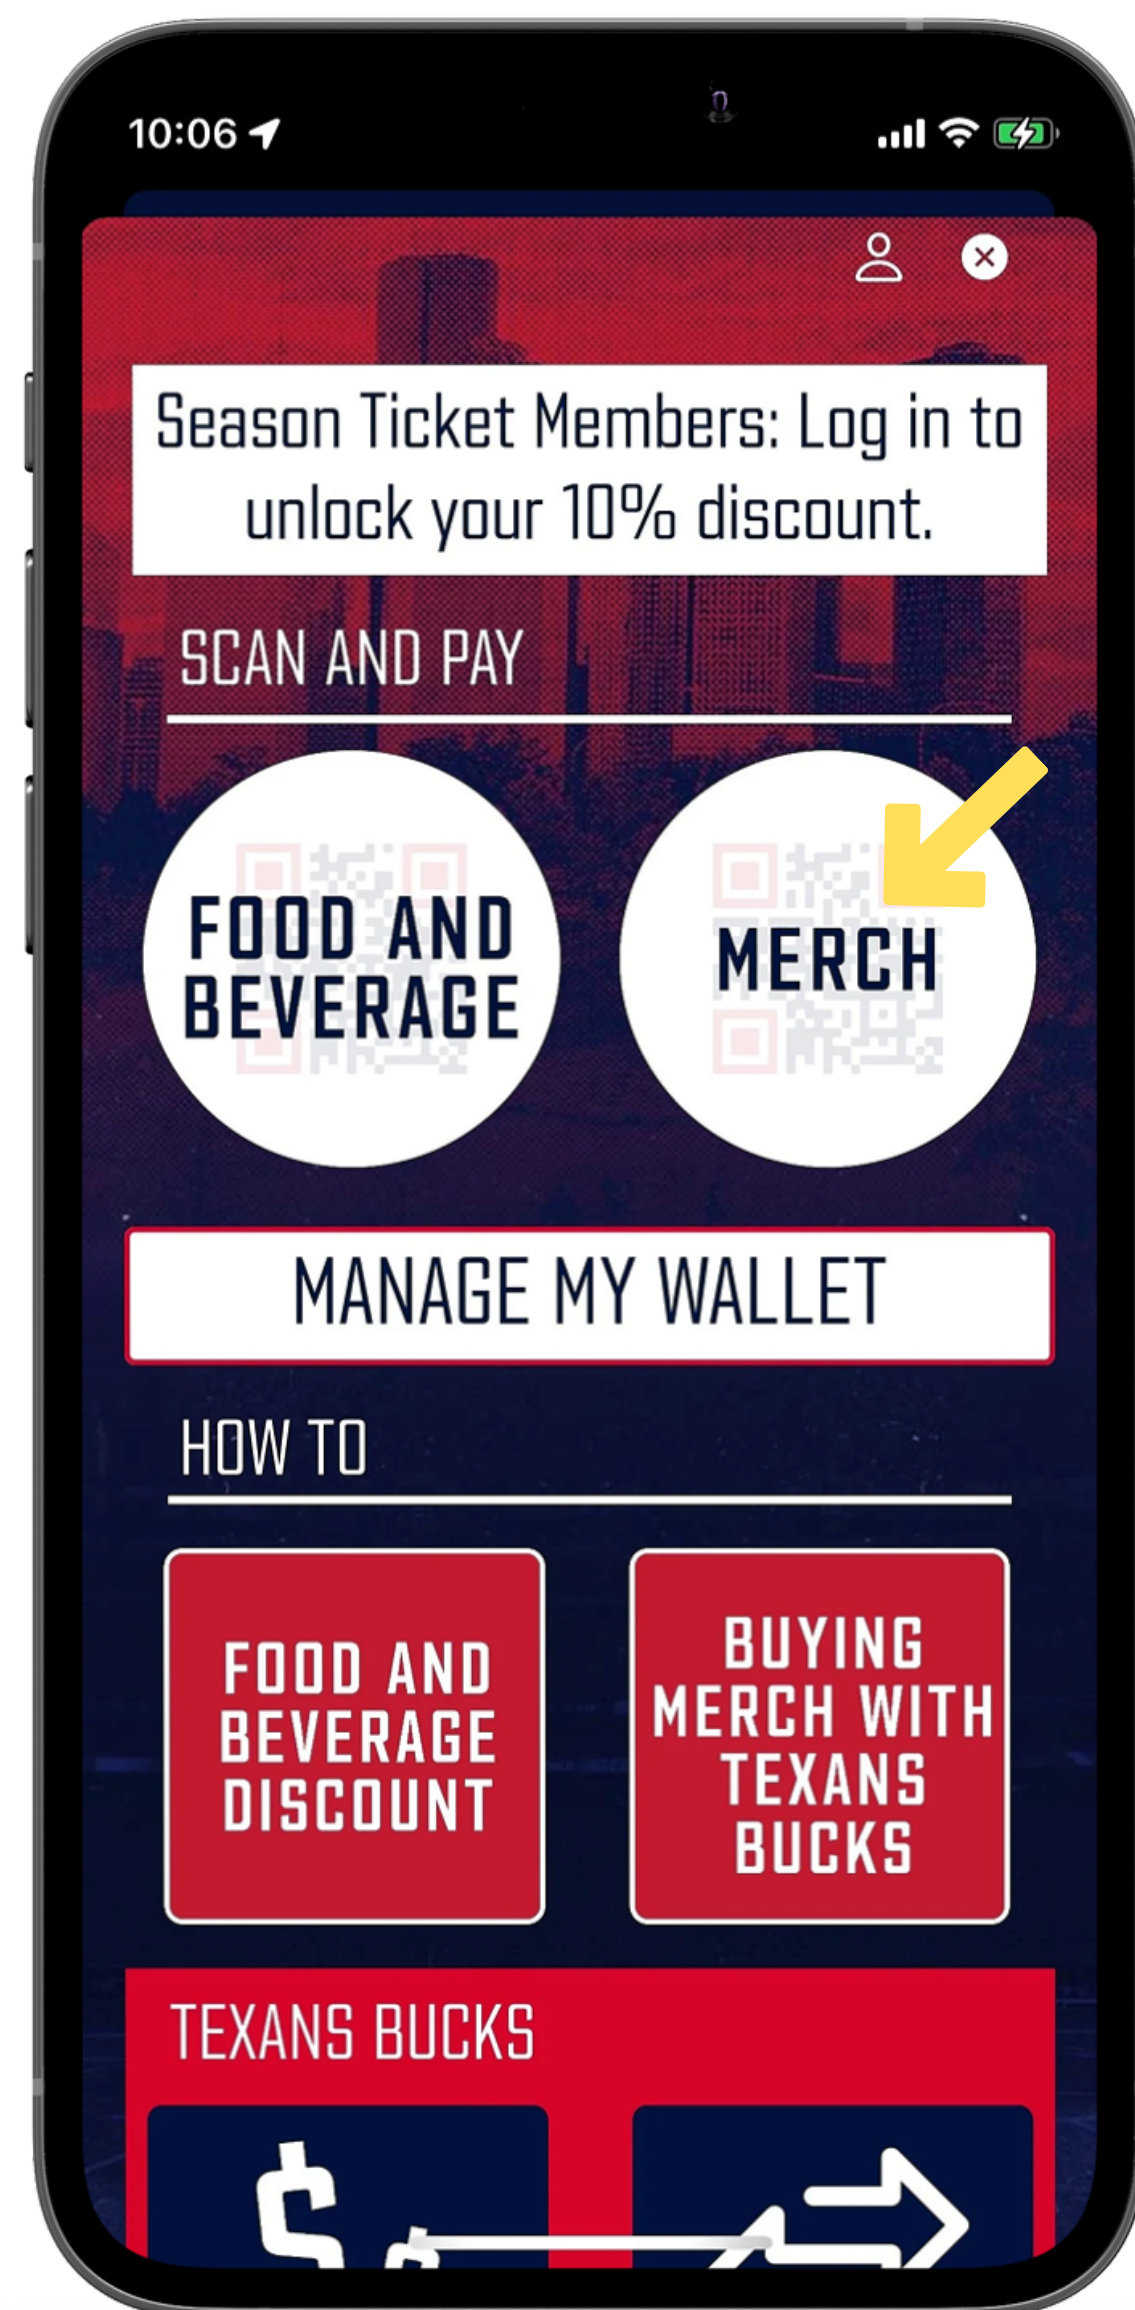 10:06
Season Ticket Members: Log in to
unlock your 10% discount.
SCAN AND PAY
FOOD AND
BEVERAGE
MERCH
MANAGE MY WALLET
HOW TO
FOOD AND
BEVERAGE
DISCOUNT
BUYING
MERCH WITH
TEXANS
BUCKS
TEXANS BUCKS